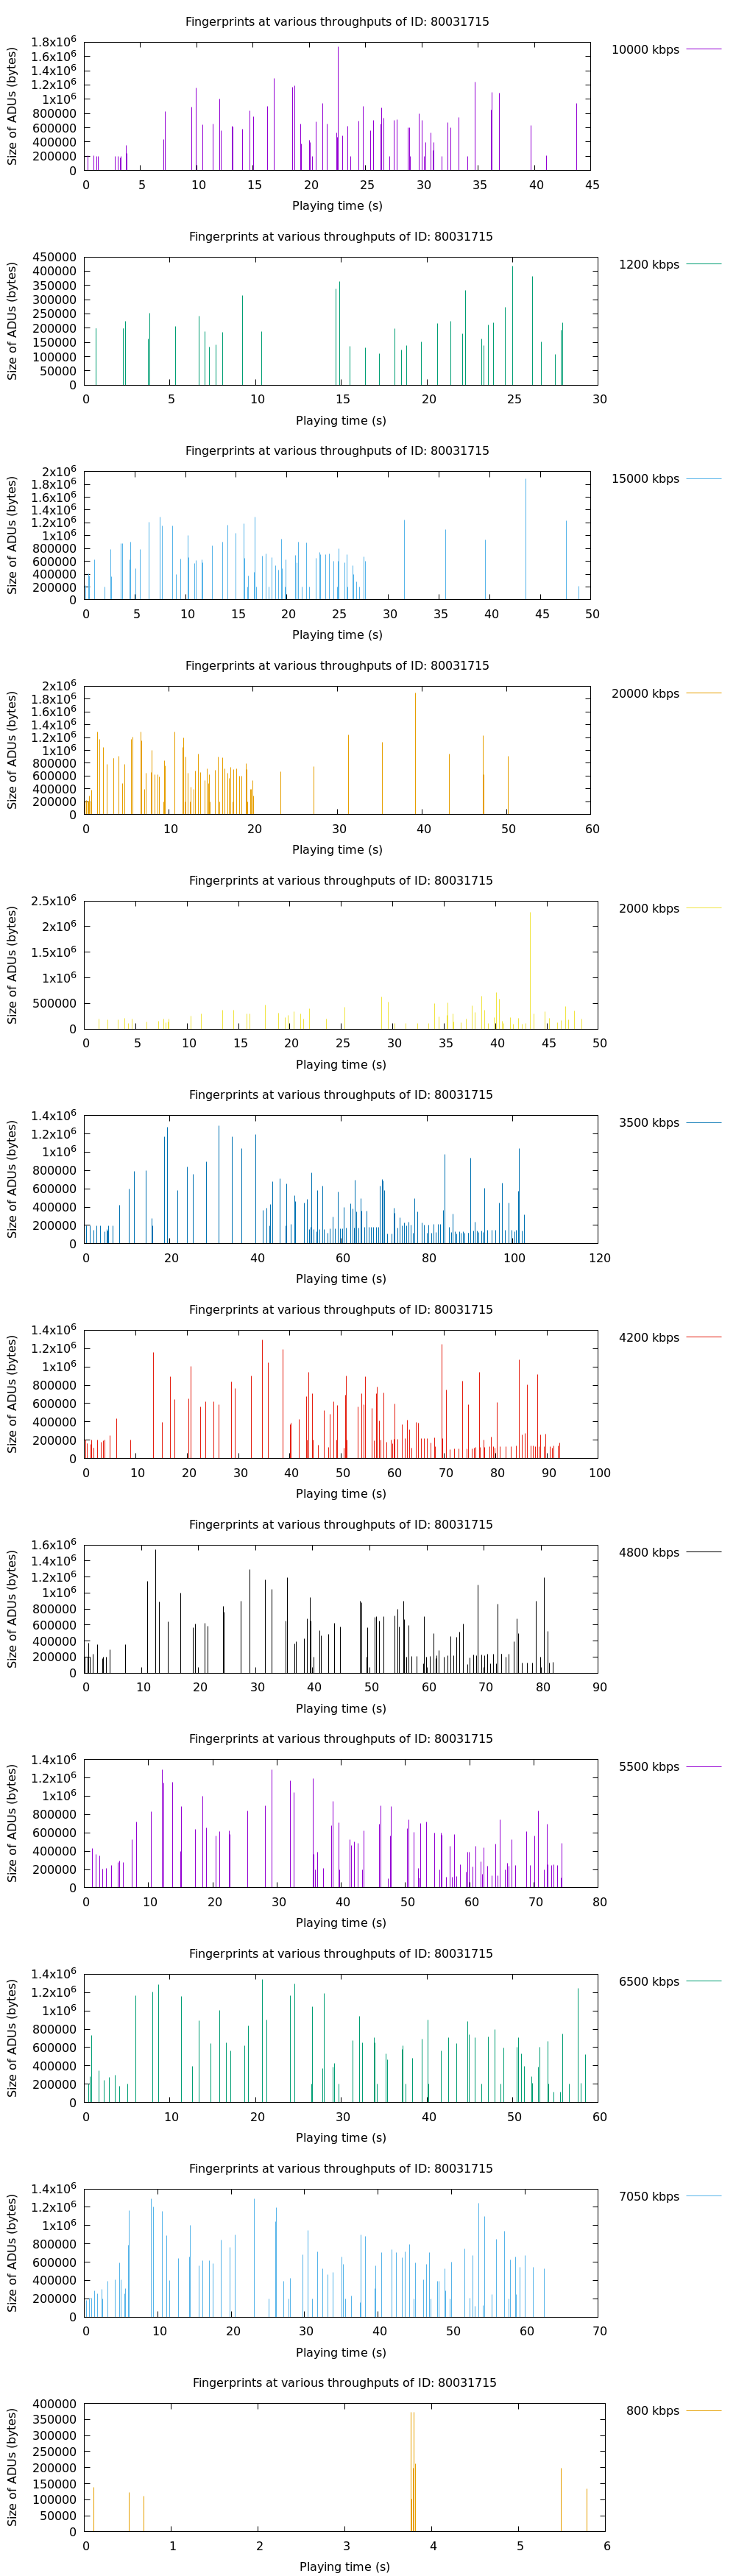 Fingerprints at various throughputs of ID: 80031715
1.8x10^6
1.6x10^6
1.4x10^6
1.2x10^6
1x10^6
800000
600000
400000
200000
0
Size of ADUs (bytes)
10000 kbps
0 5 10 15 20 25 30 35 40 45
Playing time (s)
Fingerprints at various throughputs of ID: 80031715
450000
400000
350000
300000
250000
200000
150000
100000
50000
0
Size of ADUs (bytes)
1200 kbps
0 5 10 15 20 25 30
Playing time (s)
Fingerprints at various throughputs of ID: 80031715
2x10^6
1.8x10^6
1.6x10^6
1.4x10^6
1.2x10^6
1x10^6
800000
600000
400000
200000
0
Size of ADUs (bytes)
15000 kbps
0 5 10 15 20 25 30 35 40 45 50
Playing time (s)
Fingerprints at various throughputs of ID: 80031715
2x10^6
1.8x10^6
1.6x10^6
1.4x10^6
1.2x10^6
1x10^6
800000
600000
400000
200000
0
Size of ADUs (bytes)
20000 kbps
0 10 20 30 40 50 60
Playing time (s)
Fingerprints at various throughputs of ID: 80031715
2.5x10^6
2x10^6
1.5x10^6
1x10^6
500000
0
Size of ADUs (bytes)
2000 kbps
0 5 10 15 20 25 30 35 40 45 50
Playing time (s)
Fingerprints at various throughputs of ID: 80031715
1.4x10^6
1.2x10^6
1x10^6
800000
600000
400000
200000
0
Size of ADUs (bytes)
3500 kbps
0 20 40 60 80 100 120
Playing time (s)
Fingerprints at various throughputs of ID: 80031715
1.4x10^6
1.2x10^6
1x10^6
800000
600000
400000
200000
0
Size of ADUs (bytes)
4200 kbps
0 10 20 30 40 50 60 70 80 90 100
Playing time (s)
Fingerprints at various throughputs of ID: 80031715
1.6x10^6
1.4x10^6
1.2x10^6
1x10^6
800000
600000
400000
200000
0
Size of ADUs (bytes)
4800 kbps
0 10 20 30 40 50 60 70 80 90
Playing time (s)
Fingerprints at various throughputs of ID: 80031715
1.4x10^6
1.2x10^6
1x10^6
800000
600000
400000
200000
0
Size of ADUs (bytes)
5500 kbps
0 10 20 30 40 50 60 70 80
Playing time (s)
Fingerprints at various throughputs of ID: 80031715
1.4x10^6
1.2x10^6
1x10^6
800000
600000
400000
200000
0
Size of ADUs (bytes)
6500 kbps
0 10 20 30 40 50 60
Playing time (s)
Fingerprints at various throughputs of ID: 80031715
1.4x10^6
1.2x10^6
1x10^6
800000
600000
400000
200000
0
Size of ADUs (bytes)
7050 kbps
0 10 20 30 40 50 60 70
Playing time (s)
Fingerprints at various throughputs of ID: 80031715
400000
350000
300000
250000
200000
150000
100000
50000
0
Size of ADUs (bytes)
800 kbps
0 1 2 3 4 5 6
Playing time (s)